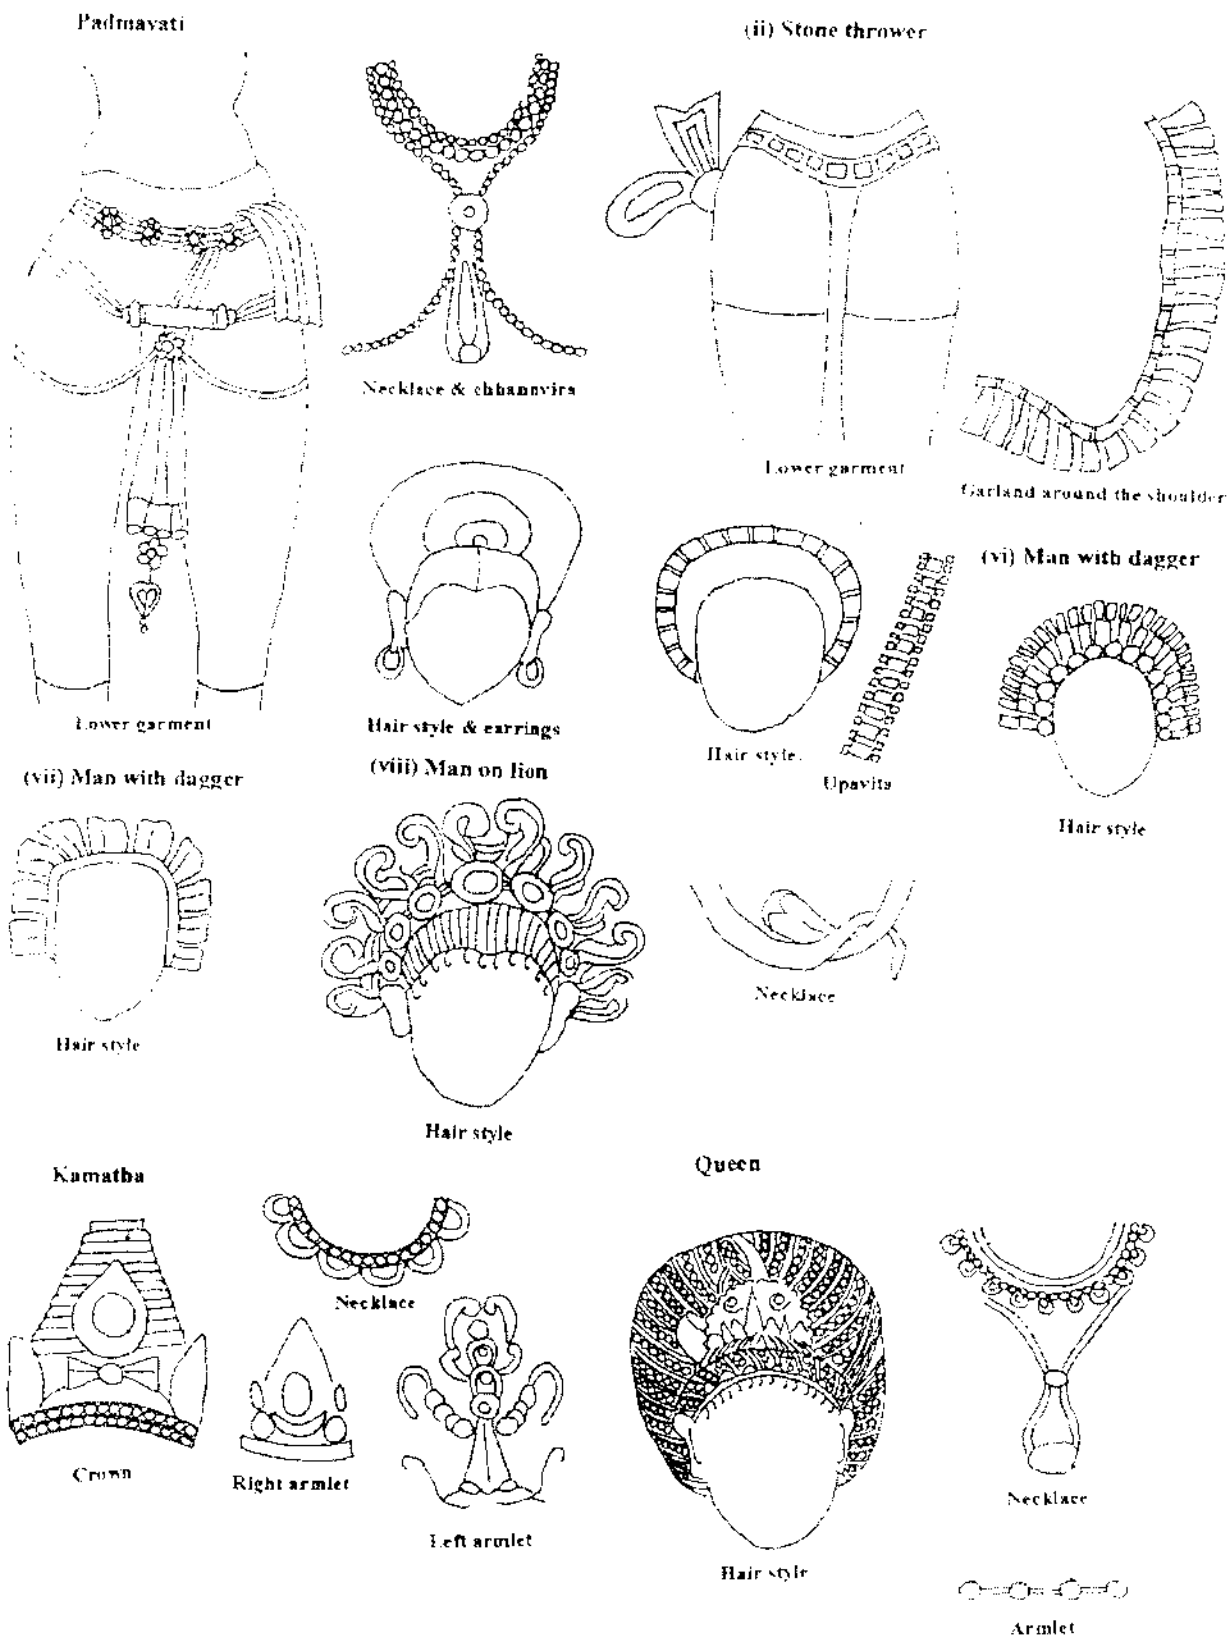 Padmavati
(ii) Stone thrower
Necklace & chhannvira
Lower garment
Garland around the shoulder
(vi) Man with dagger
Lower garment
Hair style & earrings
Hair style.
Upavita
(vii) Man with dagger
(viii) Man on lion
Hair style
Necklace
Hair style
Hair style
Kamatha
Queen
Necklace
Crown
Right armlet
Left armlet
Necklace
Hair style
Armlet